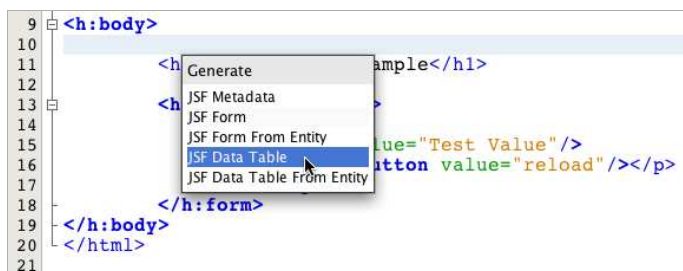 9 <h:body>
10
11 <h ample</h1>
12
13 <h >
14
15 lue="Test Value"/>
16 utton value="reload"/></p>
17
18 </h:form>
19 </h:body>
20 </html>
21
Generate
JSF Metadata
JSF Form
JSF Form From Entity
JSF Data Table
JSF Data Table From Entity